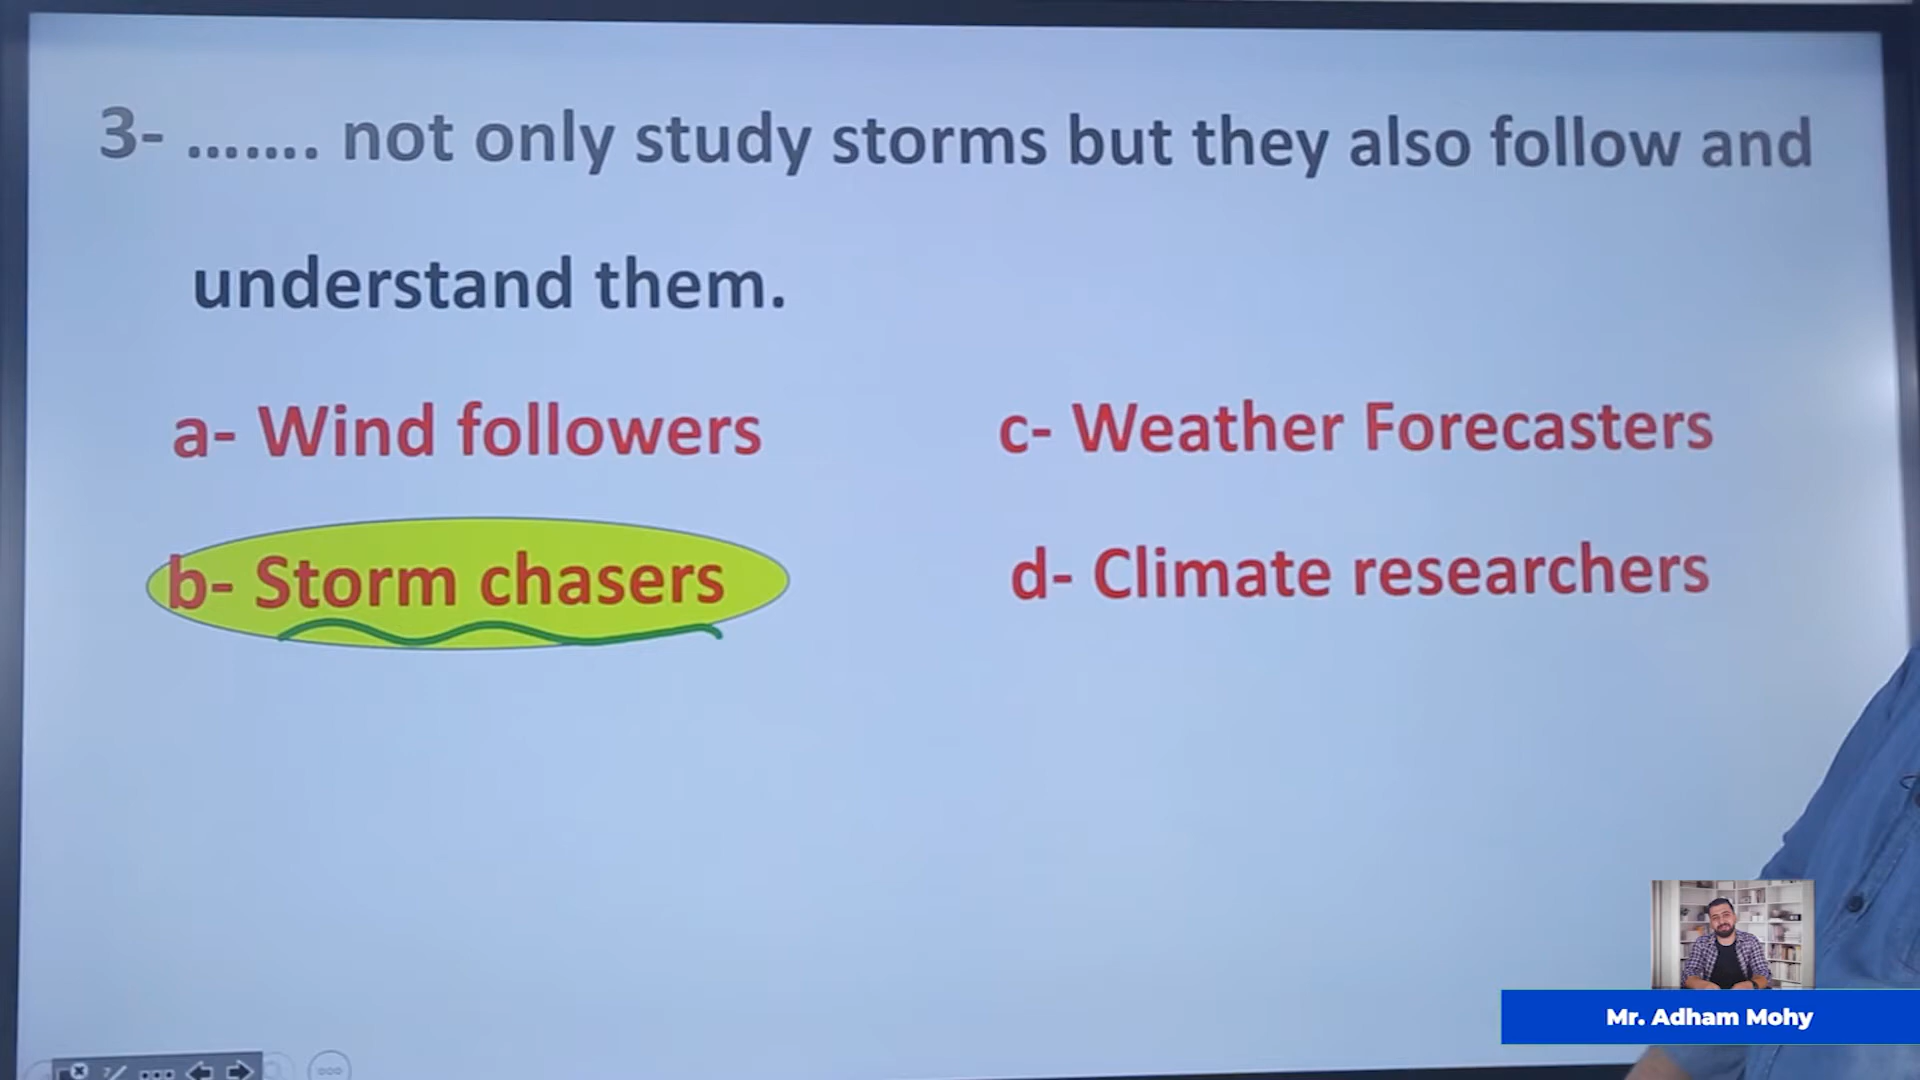 3- ....... not only study storms but they also follow and
understand them.
a- Wind followers
c- Weather Forecasters
b- Storm chasers
d- Climate researchers
Mr. Adham Mohy